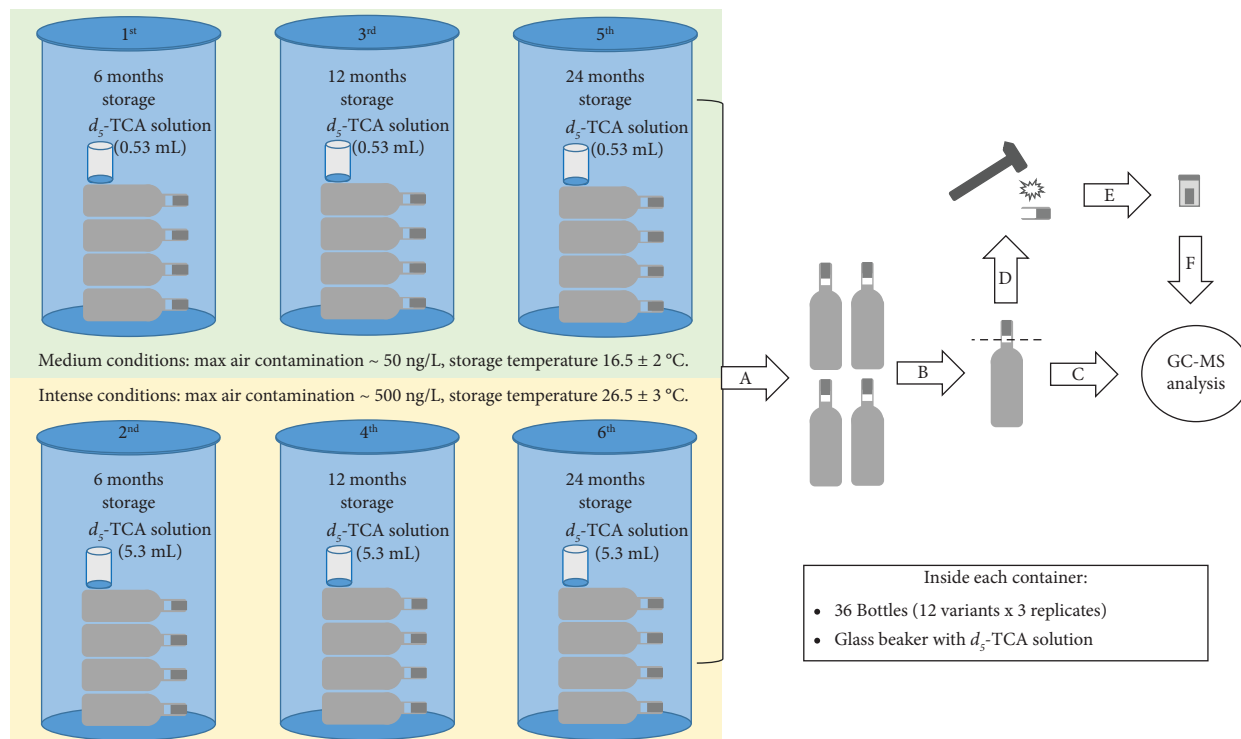 1st
6 months
storage
d5-TCA solution
(0.53 mL)
3rd
12 months
storage
d5-TCA solution
(0.53 mL)
5th
24 months
storage
d5-TCA solution
(0.53 mL)
Medium conditions: max air contamination ~ 50 ng/L, storage temperature 16.5 ± 2 °C.
Intense conditions: max air contamination ~ 500 ng/L, storage temperature 26.5 ± 3 °C.
2nd
6 months
storage
d5-TCA solution
(5.3 mL)
4th
12 months
storage
d5-TCA solution
(5.3 mL)
6th
24 months
storage
d5-TCA solution
(5.3 mL)
A
B
C
D
E
F
GC-MS
analysis
Inside each container:
• 36 Bottles (12 variants x 3 replicates)
• Glass beaker with d5-TCA solution